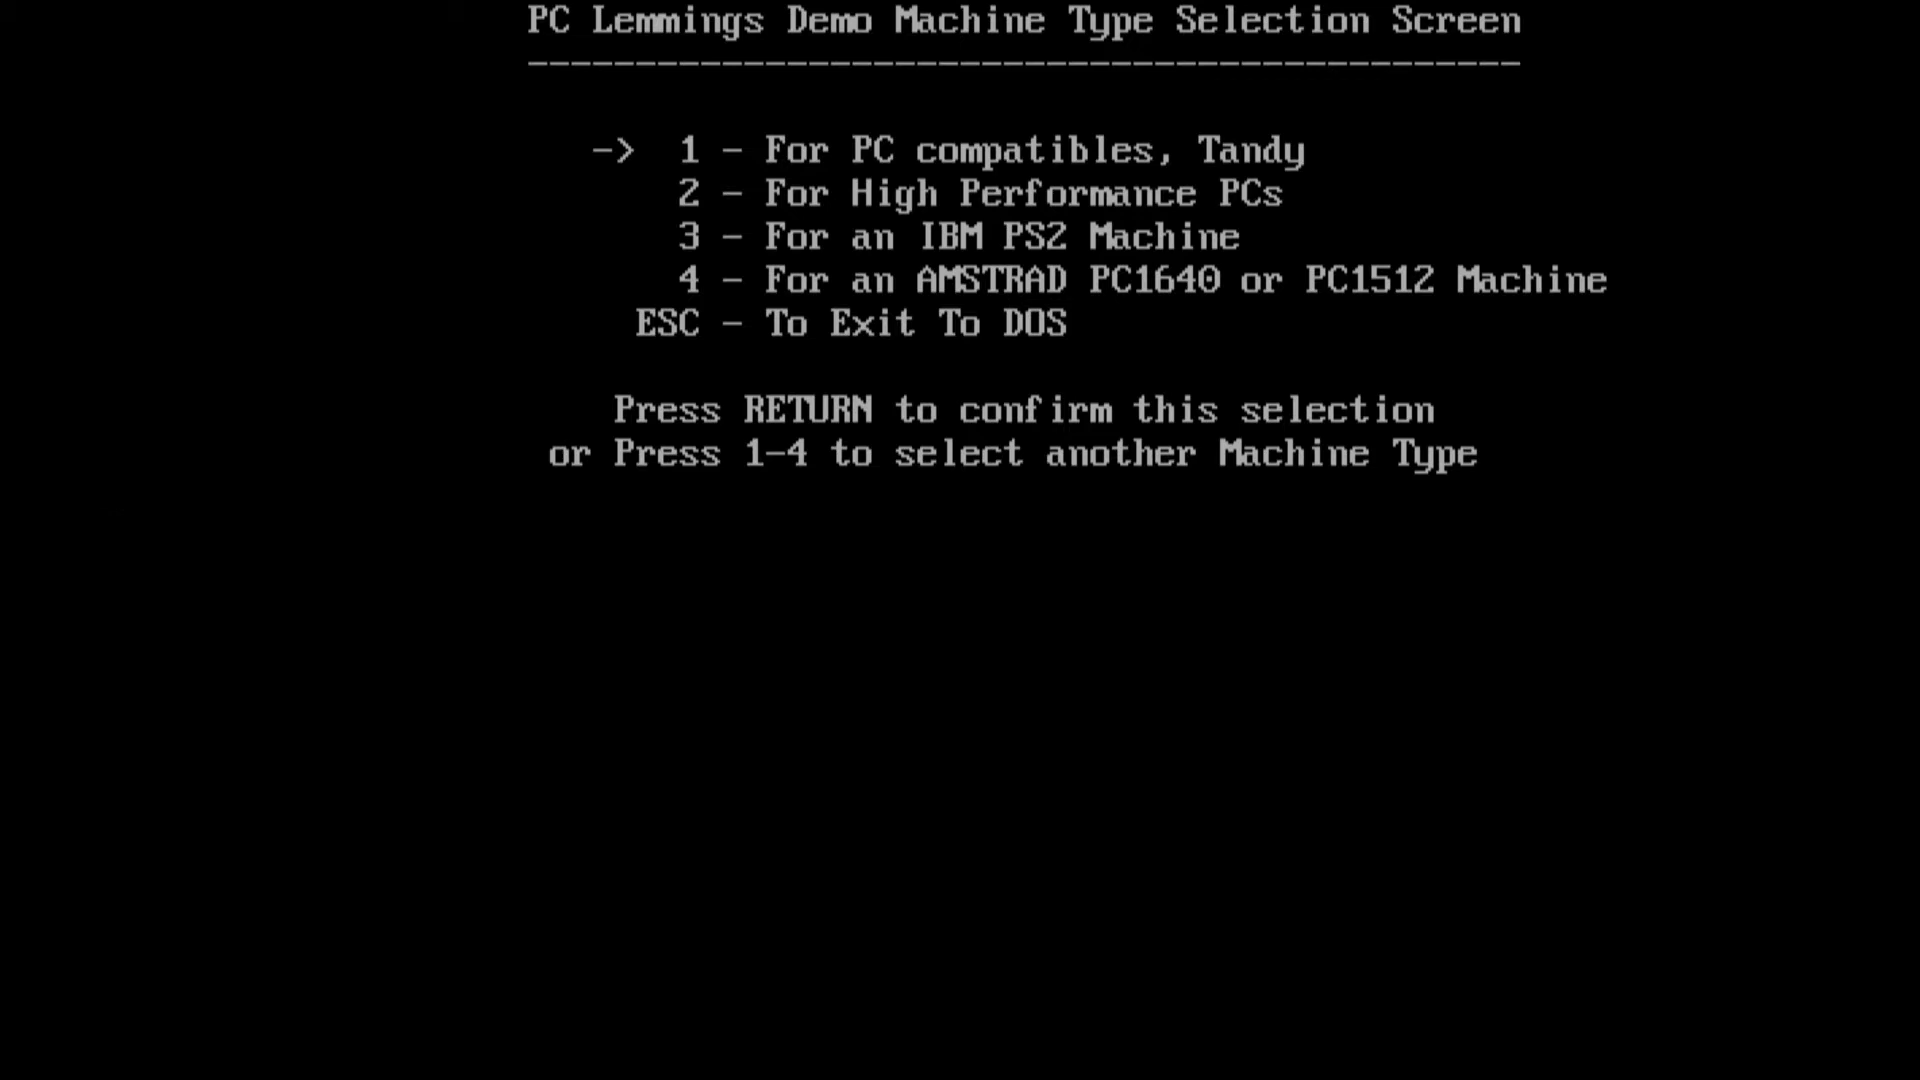 PC Lemmings Demo Machine Type Selection Screen
----------------------------------------------
-> 1 - For PC compatibles, Tandy
2 - For High Performance PCs
3 - For an IBM PS2 Machine
4 - For an AMSTRAD PC1640 or PC1512 Machine
ESC - To Exit To DOS
Press RETURN to confirm this selection
or Press 1-4 to select another Machine Type